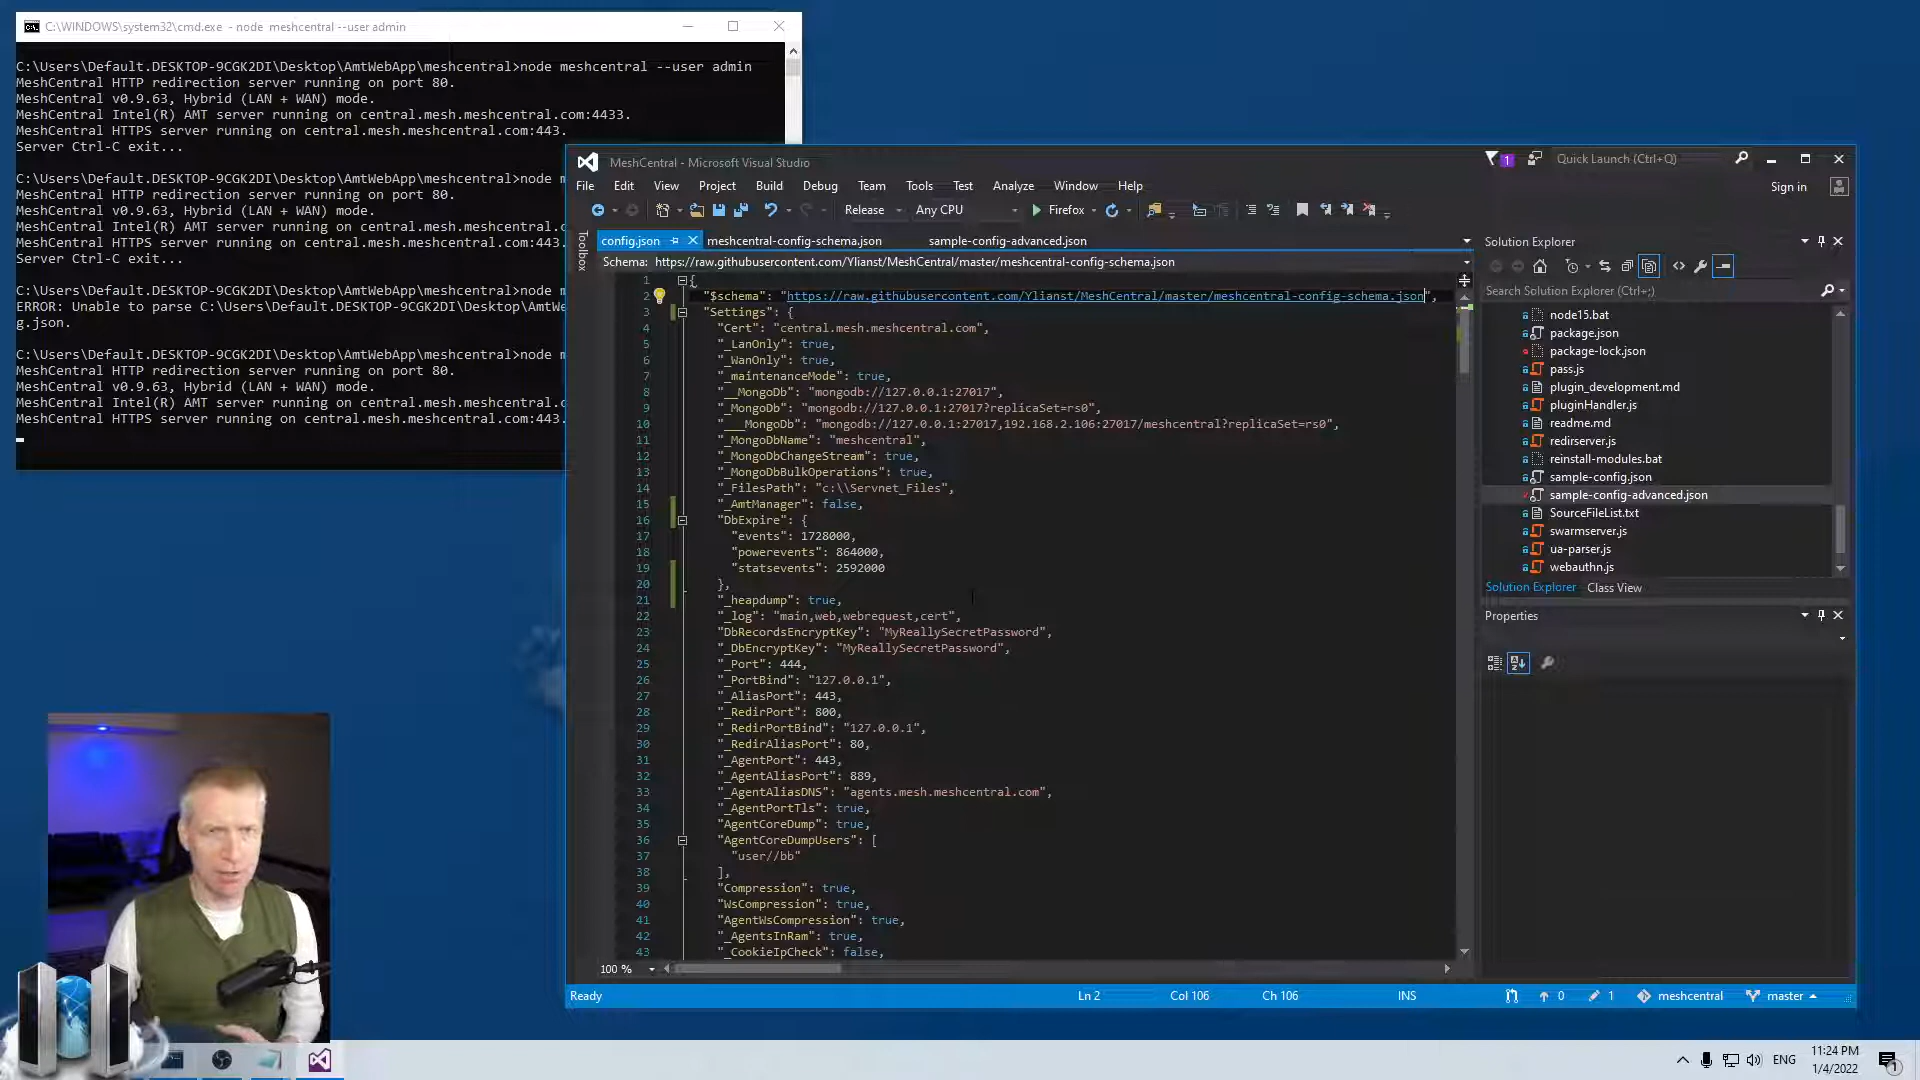 C:\WINDOWS\system32\cmd.exe - node meshcentral --user admin
C:\Users\Default.DESKTOP-9CGK2DI\Desktop\AmtWebApp\meshcentral>node meshcentral --user admin
MeshCentral HTTP redirection server running on port 80.
MeshCentral v0.9.63, Hybrid (LAN + WAN) mode.
MeshCentral Intel(R) AMT server running on central.mesh.meshcentral.com:4433.
MeshCentral HTTPS server running on central.mesh.meshcentral.com:443.
Server Ctrl-C exit...
C:\Users\Default.DESKTOP-9CGK2DI\Desktop\AmtWebApp\meshcentral>node
MeshCentral HTTP redirection server running on port 80.
MeshCentral v0.9.63, Hybrid (LAN + WAN) mode.
MeshCentral Intel(R) AMT server running on central.mesh.meshcentral.c
MeshCentral HTTPS server running on central.mesh.meshcentral.com:443.
Server Ctrl-C exit...
C:\Users\Default.DESKTOP-9CGK2DI\Desktop\AmtWebApp\meshcentral>node
ERROR: Unable to parse C:\Users\Default.DESKTOP-9CGK2DI\Desktop\AmtWe
g.json.
C:\Users\Default.DESKTOP-9CGK2DI\Desktop\AmtWebApp\meshcentral>node
MeshCentral HTTP redirection server running on port 80.
MeshCentral v0.9.63, Hybrid (LAN + WAN) mode.
MeshCentral Intel(R) AMT server running on central.mesh.meshcentral.c
MeshCentral HTTPS server running on central.mesh.meshcentral.com:443.
MeshCentral - Microsoft Visual Studio
1
Quick Launch (Ctrl+Q)
File Edit View Project Build Debug Team Tools Test Analyze Window Help
Sign in
Release Any CPU Firefox
Toolbox
config.json meshcentral-config-schema.json sample-config-advanced.json
Schema: https://raw.githubusercontent.com/Ylianst/MeshCentral/master/meshcentral-config-schema.json
1 {
2 "$schema": "https://raw.githubusercontent.com/Ylianst/MeshCentral/master/meshcentral-config-schema.json",
3 "Settings": {
4 "Cert": "central.mesh.meshcentral.com",
5 "_LanOnly": true,
6 "_WanOnly": true,
7 "_maintenanceMode": true,
8 "__MongoDb": "mongodb://127.0.0.1:27017",
9 "_MongoDb": "mongodb://127.0.0.1:27017?replicaSet=rs0",
10 "___MongoDb": "mongodb://127.0.0.1:27017,192.168.2.106:27017/meshcentral?replicaSet=rs0",
11 "_MongoDbName": "meshcentral",
12 "_MongoDbChangeStream": true,
13 "_MongoDbBulkOperations": true,
14 "_FilesPath": "c:\\Servnet_Files",
15 "_AmtManager": false,
16 "DbExpire": {
17 "events": 1728000,
18 "powerevents": 864000,
19 "statsevents": 2592000
20 },
21 "_heapdump": true,
22 "_log": "main,web,webrequest,cert",
23 "DbRecordsEncryptKey": "MyReallySecretPassword",
24 "_DbEncryptKey": "MyReallySecretPassword",
25 "_Port": 444,
26 "_PortBind": "127.0.0.1",
27 "_AliasPort": 443,
28 "_RedirPort": 800,
29 "_RedirPortBind": "127.0.0.1",
30 "_RedirAliasPort": 80,
31 "_AgentPort": 443,
32 "_AgentAliasPort": 889,
33 "_AgentAliasDNS": "agents.mesh.meshcentral.com",
34 "_AgentPortTls": true,
35 "AgentCoreDump": true,
36 "AgentCoreDumpUsers": [
37 "user//bb"
38 ],
39 "Compression": true,
40 "WsCompression": true,
41 "AgentWsCompression": true,
42 "_AgentsInRam": true,
43 "_CookieIpCheck": false,
100 %
Solution Explorer
Search Solution Explorer (Ctrl+;)
node15.bat
package.json
package-lock.json
pass.js
plugin_development.md
pluginHandler.js
readme.md
redirserver.js
reinstall-modules.bat
sample-config.json
sample-config-advanced.json
SourceFileList.txt
swarmserver.js
ua-parser.js
webauthn.js
Solution Explorer Class View
Properties
Ready Ln 2 Col 106 Ch 106 INS 0 1 meshcentral master
ENG
11:24 PM
1/4/2022
1